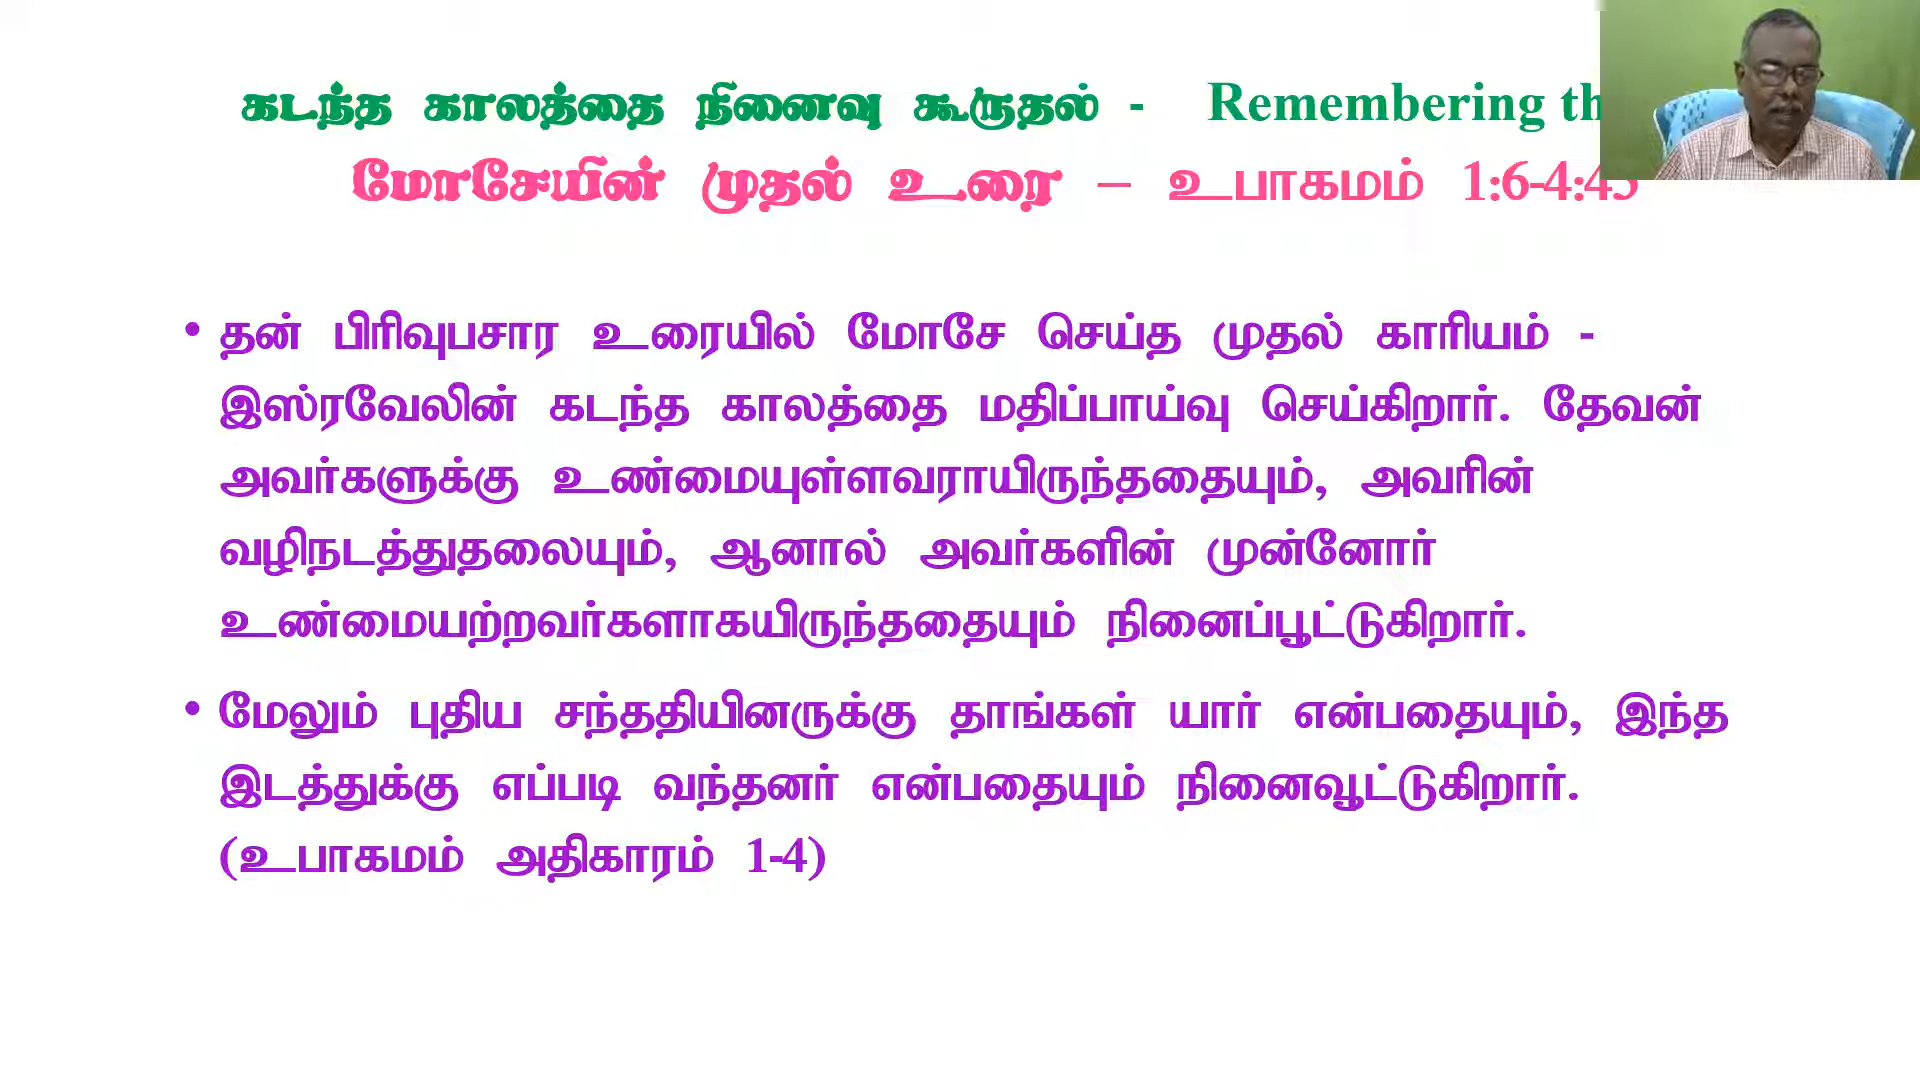 கடந்த காலத்தை நினைவு கூருதல் - Remembering th
மோசேயின் முதல் உரை – உபாகமம் 1:6-4:43
• தன் பிரிவுபசார உரையில் மோசே செய்த முதல் காரியம் -
இஸ்ரவேலின் கடந்த காலத்தை மதிப்பாய்வு செய்கிறார். தேவன்
அவர்களுக்கு உண்மையுள்ளவராயிருந்ததையும், அவரின்
வழிநடத்துதலையும், ஆனால் அவர்களின் முன்னோர்
உண்மையற்றவர்களாகயிருந்ததையும் நினைப்பூட்டுகிறார்.
• மேலும் புதிய சந்ததியினருக்கு தாங்கள் யார் என்பதையும், இந்த
இடத்துக்கு எப்படி வந்தனர் என்பதையும் நினைவூட்டுகிறார்.
(உபாகமம் அதிகாரம் 1-4)